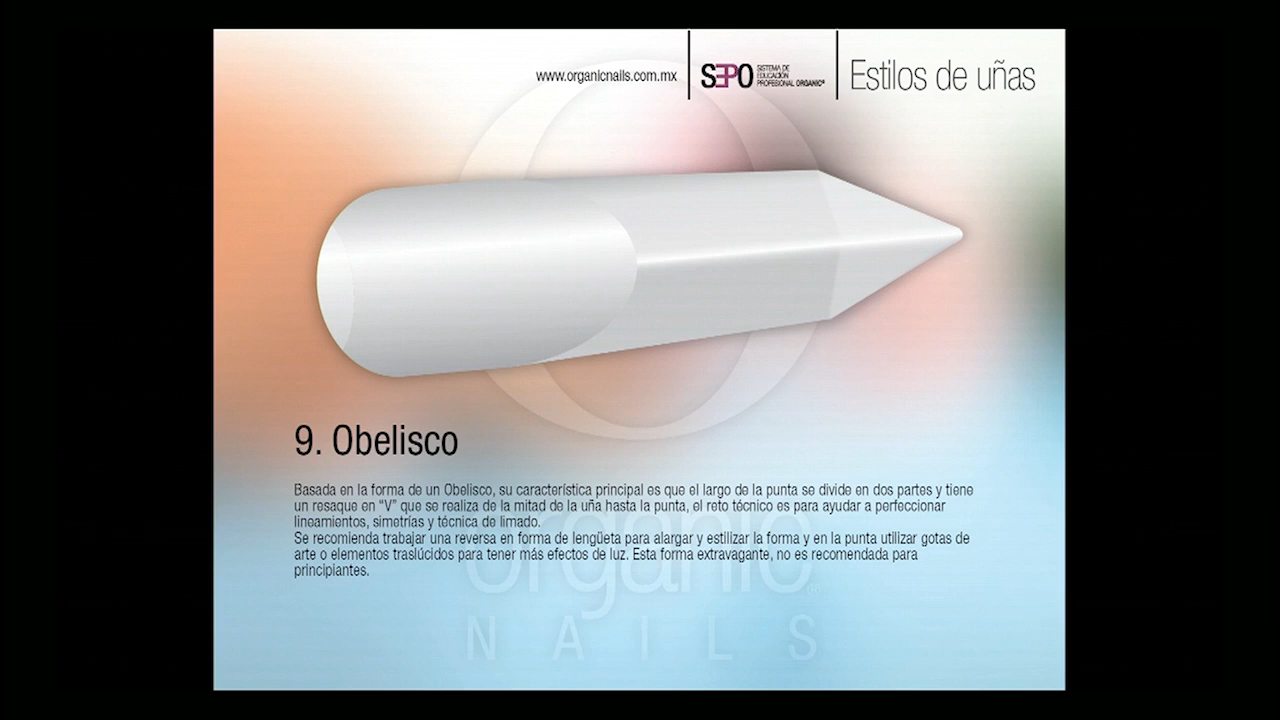 www.organicnails.com.mx
SEPO
SISTEMA DE
EDUCACIÓN
PROFESIONAL ORGANIC®
Estilos de uñas
9. Obelisco
Basada en la forma de un Obelisco, su característica principal es que el largo de la punta se divide en dos partes y tiene
un resaque en “V” que se realiza de la mitad de la uña hasta la punta, el reto técnico es para ayudar a perfeccionar
lineamientos, simetrías y técnica de limado.
Se recomienda trabajar una reversa en forma de lengüeta para alargar y estilizar la forma y en la punta utilizar gotas de
arte o elementos traslúcidos para tener más efectos de luz. Esta forma extravagante, no es recomendada para
principiantes.
organic
NAILS